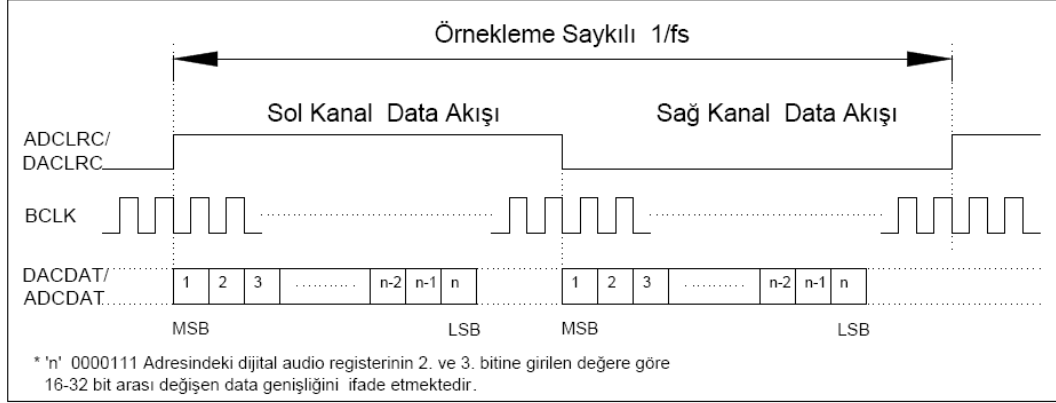 Örnekleme Saykılı 1/fs
Sol Kanal Data Akışı
Sağ Kanal Data Akışı
ADCLRC/
DACLRC
BCLK
DACDAT/
ADCDAT
1 2 3 .......... n-2 n-1 n
1 2 3 .......... n-2 n-1 n
MSB LSB MSB LSB
* 'n' 0000111 Adresindeki dijital audio registerinin 2. ve 3. bitine girilen değere göre
16-32 bit arası değişen data genişliğini ifade etmektedir.